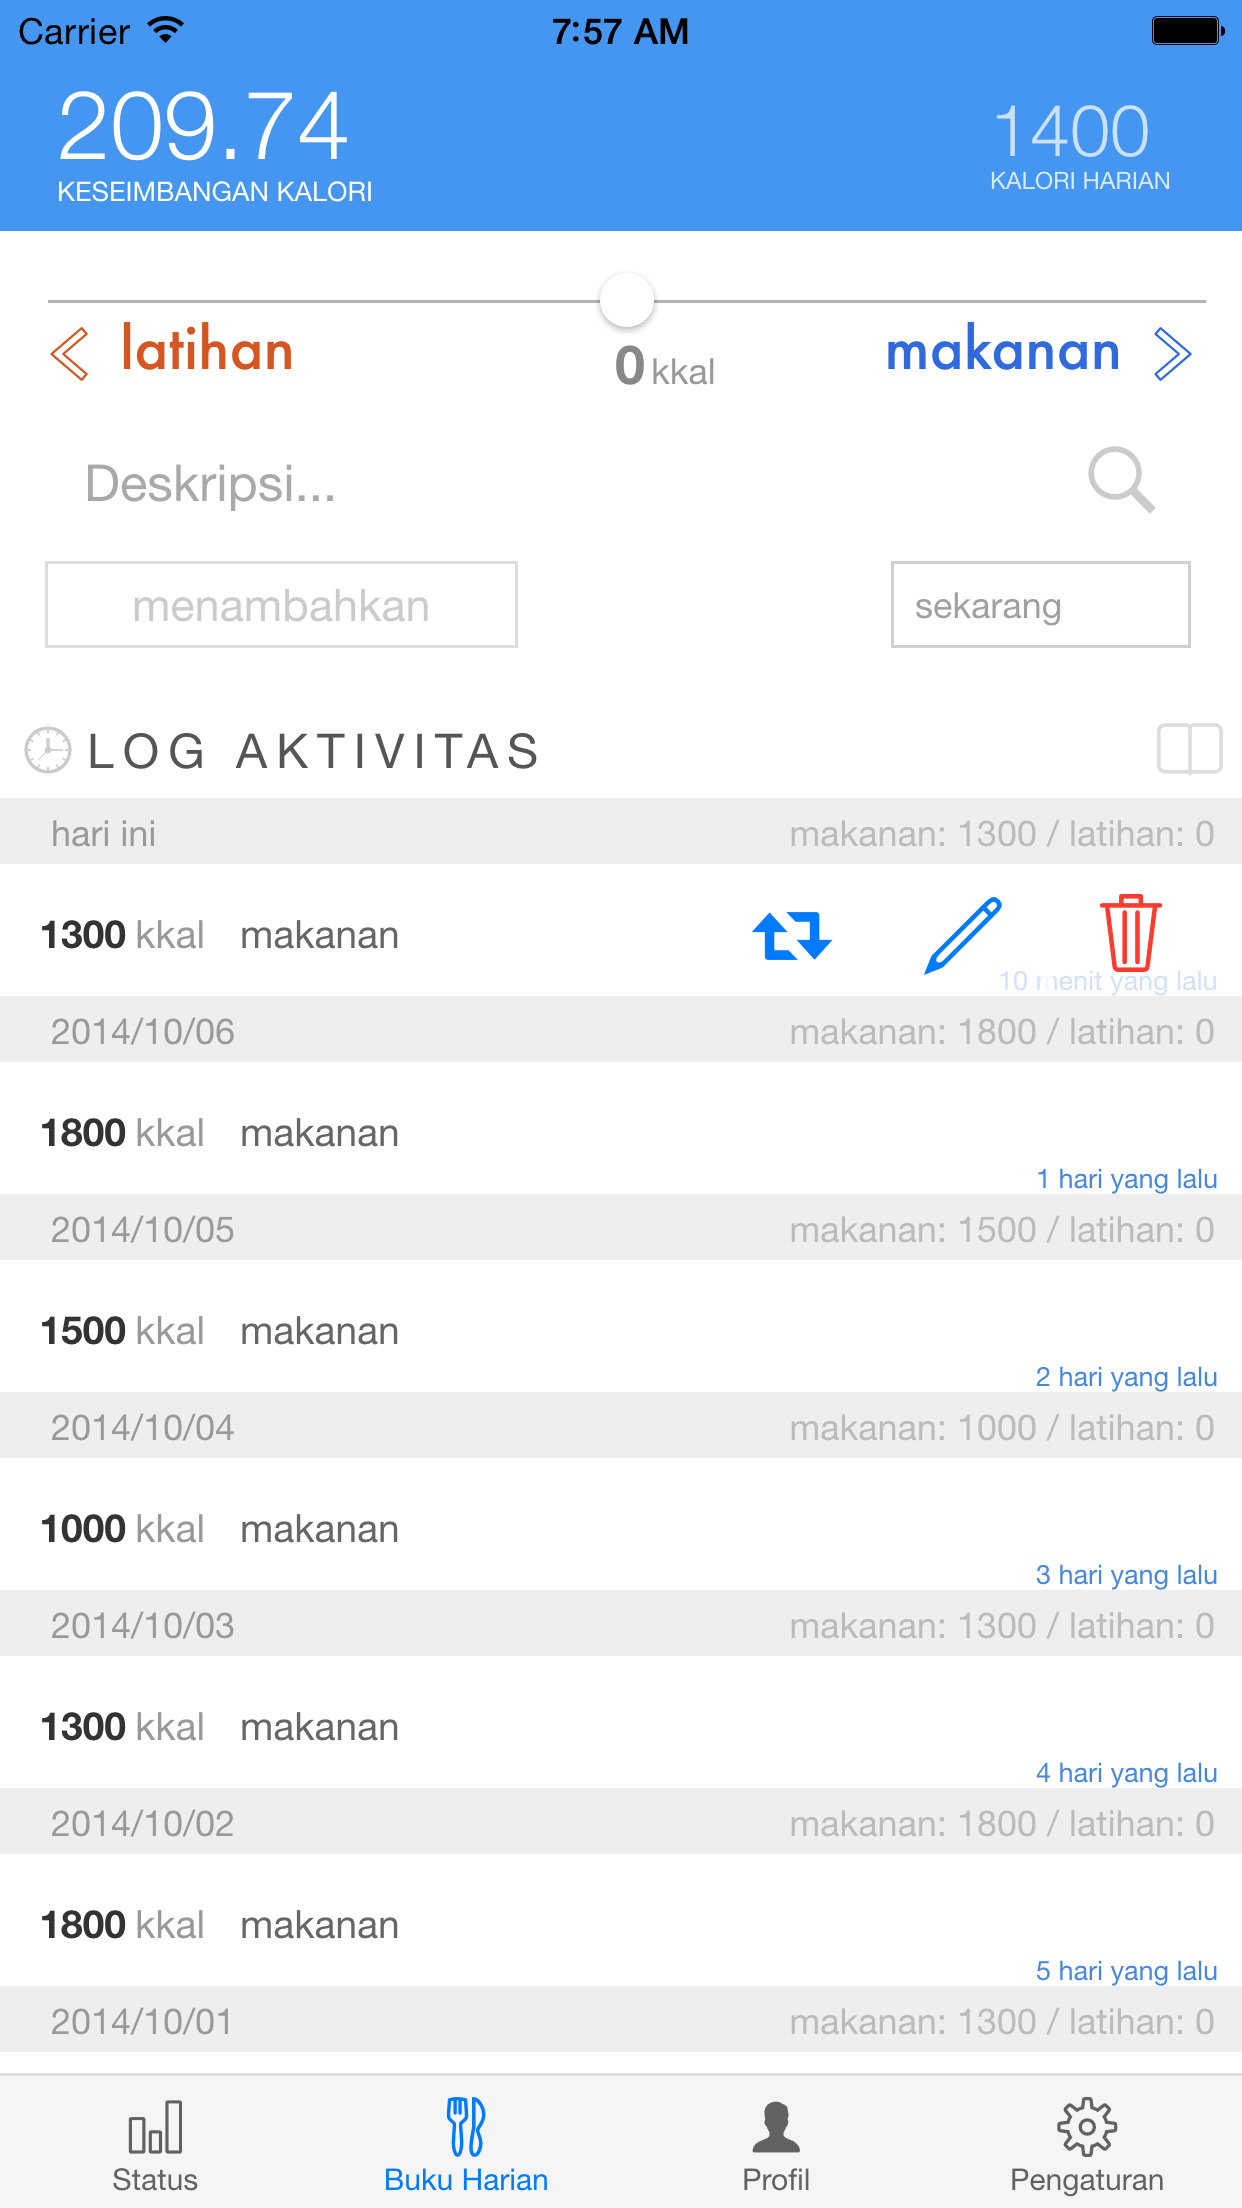 Carrier 7:57 AM
209.74 1400
KESEIMBANGAN KALORI KALORI HARIAN
latihan makanan
0 kkal
Deskripsi...
menambahkan sekarang
LOG AKTIVITAS
hari ini makanan: 1300 / latihan: 0
1300 kkal makanan
10 menit yang lalu
2014/10/06 makanan: 1800 / latihan: 0
1800 kkal makanan
1 hari yang lalu
2014/10/05 makanan: 1500 / latihan: 0
1500 kkal makanan
2 hari yang lalu
2014/10/04 makanan: 1000 / latihan: 0
1000 kkal makanan
3 hari yang lalu
2014/10/03 makanan: 1300 / latihan: 0
1300 kkal makanan
4 hari yang lalu
2014/10/02 makanan: 1800 / latihan: 0
1800 kkal makanan
5 hari yang lalu
2014/10/01 makanan: 1300 / latihan: 0
Status Buku Harian Profil Pengaturan